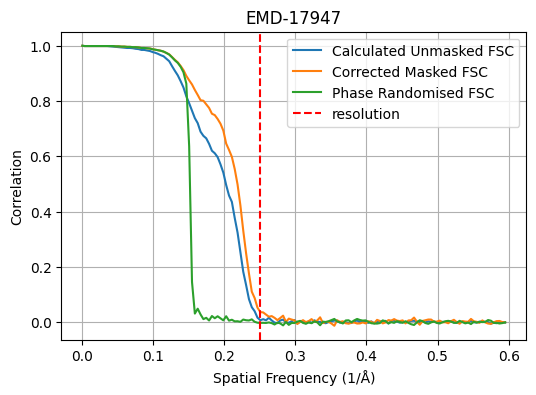 EMD-17947
Calculated Unmasked FSC
Corrected Masked FSC
Phase Randomised FSC
resolution
Correlation
1.0
0.8
0.6
0.4
0.2
0.0
0.0 0.1 0.2 0.3 0.4 0.5 0.6
Spatial Frequency (1/Å)